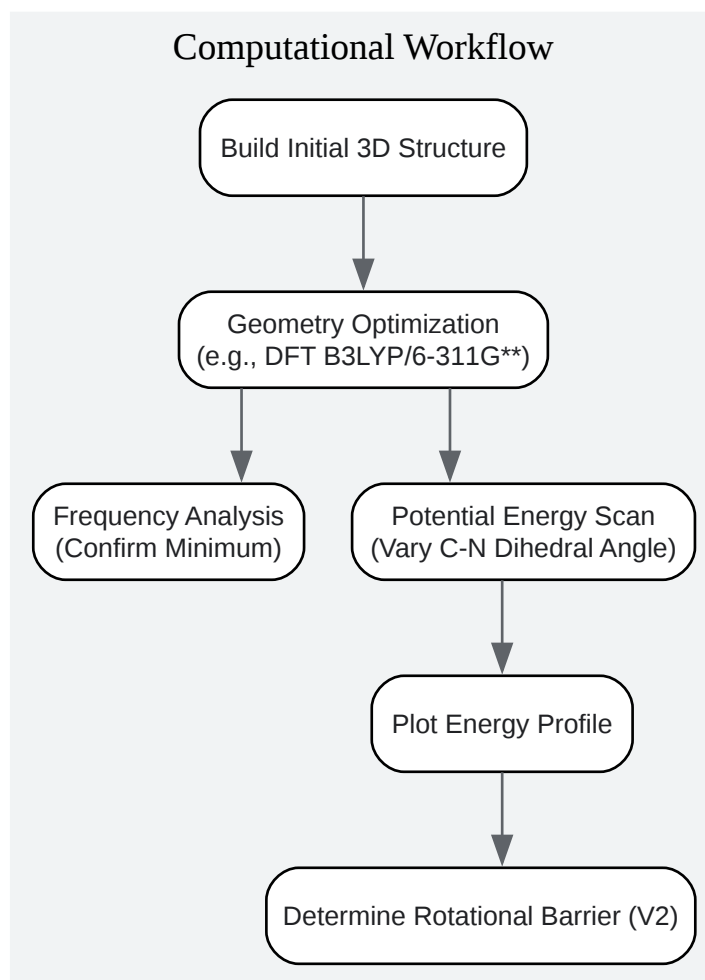 Computational Workflow
Build Initial 3D Structure
Geometry Optimization
(e.g., DFT B3LYP/6-311G**)
Frequency Analysis
(Confirm Minimum)
Potential Energy Scan
(Vary C-N Dihedral Angle)
Plot Energy Profile
Determine Rotational Barrier (V2)